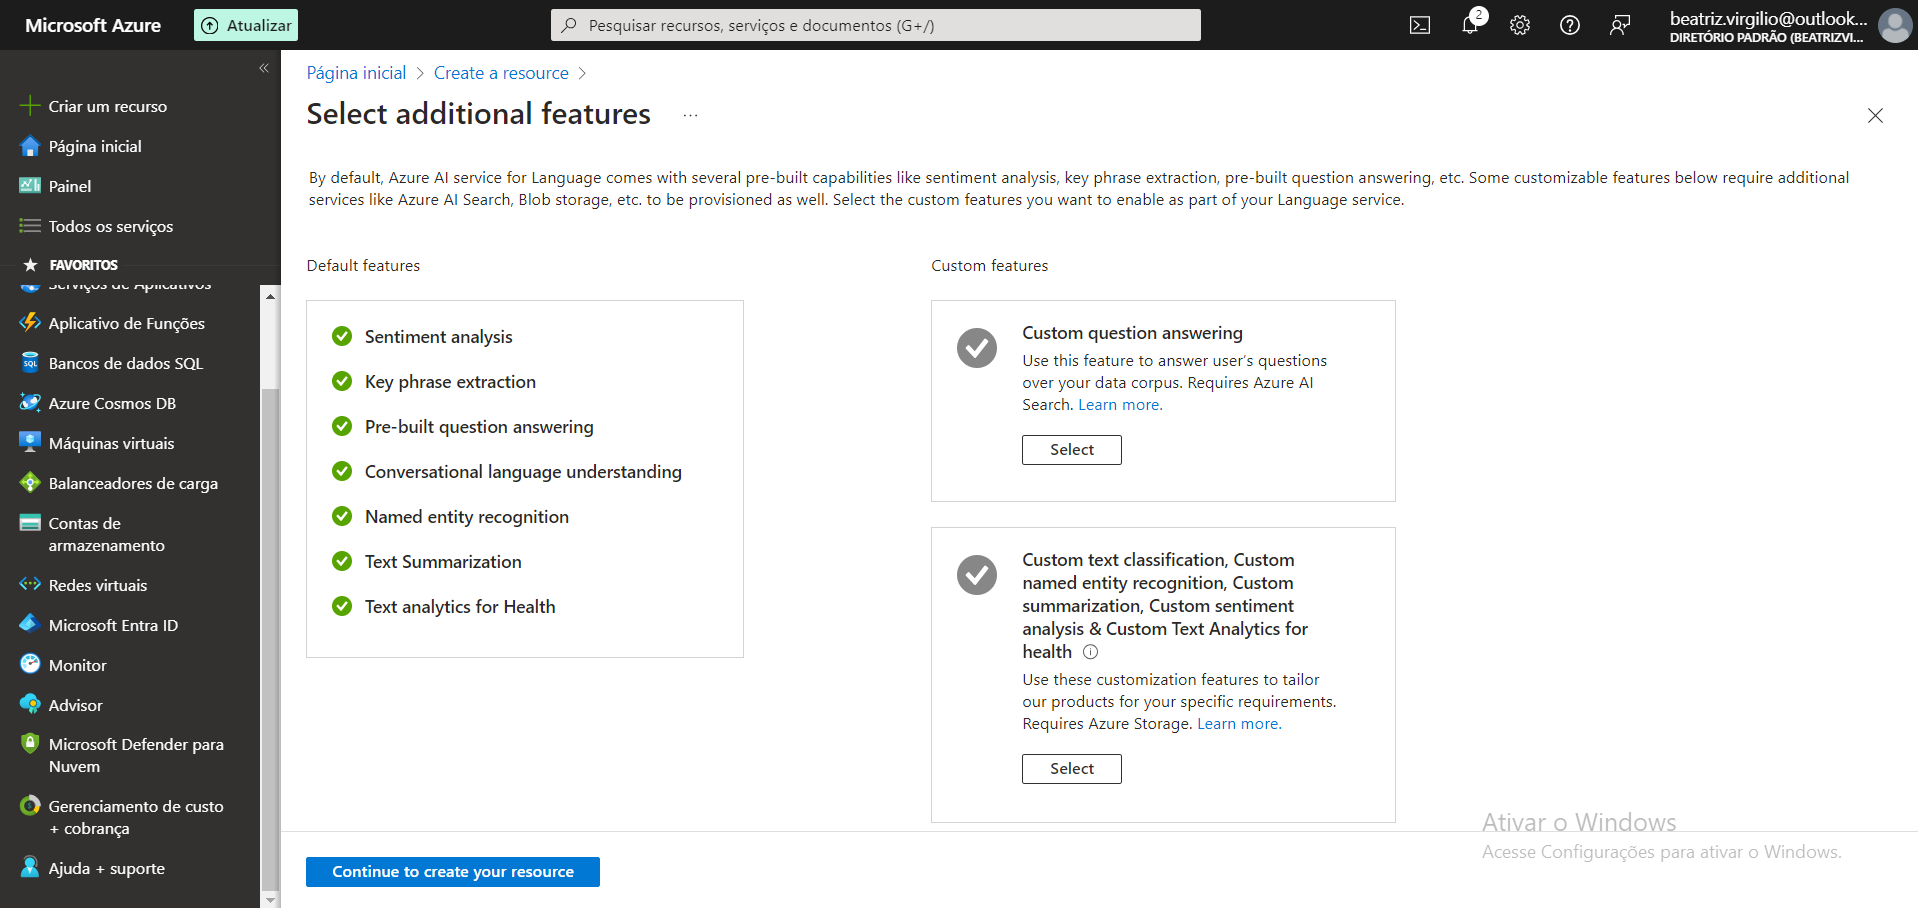 Microsoft Azure
Atualizar
Pesquisar recursos, serviços e documentos (G+/)
2
beatriz.virgilio@outlook...
DIRETÓRIO PADRÃO (BEATRIZVI...
Criar um recurso
Página inicial
Painel
Todos os serviços
FAVORITOS
Serviços de Aplicativos
Aplicativo de Funções
SQL
Bancos de dados SQL
Azure Cosmos DB
Máquinas virtuais
Balanceadores de carga
Contas de
armazenamento
Redes virtuais
Microsoft Entra ID
Monitor
Advisor
Microsoft Defender para
Nuvem
Gerenciamento de custo
+ cobrança
Ajuda + suporte
Página inicial > Create a resource >
Select additional features ...
By default, Azure AI service for Language comes with several pre-built capabilities like sentiment analysis, key phrase extraction, pre-built question answering, etc. Some customizable features below require additional
services like Azure AI Search, Blob storage, etc. to be provisioned as well. Select the custom features you want to enable as part of your Language service.
Default features
Sentiment analysis
Key phrase extraction
Pre-built question answering
Conversational language understanding
Named entity recognition
Text Summarization
Text analytics for Health
Custom features
Custom question answering
Use this feature to answer user's questions
over your data corpus. Requires Azure AI
Search. Learn more.
Select
Custom text classification, Custom
named entity recognition, Custom
summarization, Custom sentiment
analysis & Custom Text Analytics for
health
Use these customization features to tailor
our products for your specific requirements.
Requires Azure Storage. Learn more.
Select
Continue to create your resource
Ativar o Windows
Acesse Configurações para ativar o Windows.